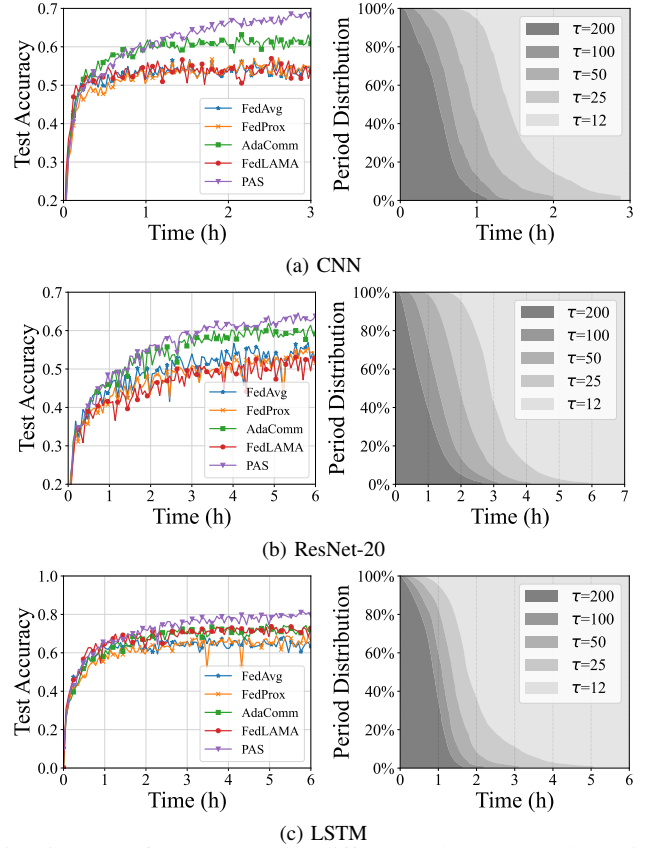 0.7
0.6
0.5
0.4
0.3
0.2
Test Accuracy
0
1
2
3
Time (h)
FedAvg
FedProx
AdaComm
FedLAMA
PAS
100%
80%
60%
40%
20%
0%
Period Distribution
0
1
2
3
Time (h)
τ=200
τ=100
τ=50
τ=25
τ=12
(a) CNN
0.7
0.6
0.5
0.4
0.3
0.2
Test Accuracy
0
1
2
3
4
5
6
Time (h)
FedAvg
FedProx
AdaComm
FedLAMA
PAS
100%
80%
60%
40%
20%
0%
Period Distribution
0
1
2
3
4
5
6
7
Time (h)
τ=200
τ=100
τ=50
τ=25
τ=12
(b) ResNet-20
1.0
0.8
0.6
0.4
0.2
0.0
Test Accuracy
0
1
2
3
4
5
6
Time (h)
FedAvg
FedProx
AdaComm
FedLAMA
PAS
100%
80%
60%
40%
20%
0%
Period Distribution
0
1
2
3
4
5
6
Time (h)
τ=200
τ=100
τ=50
τ=25
τ=12
(c) LSTM